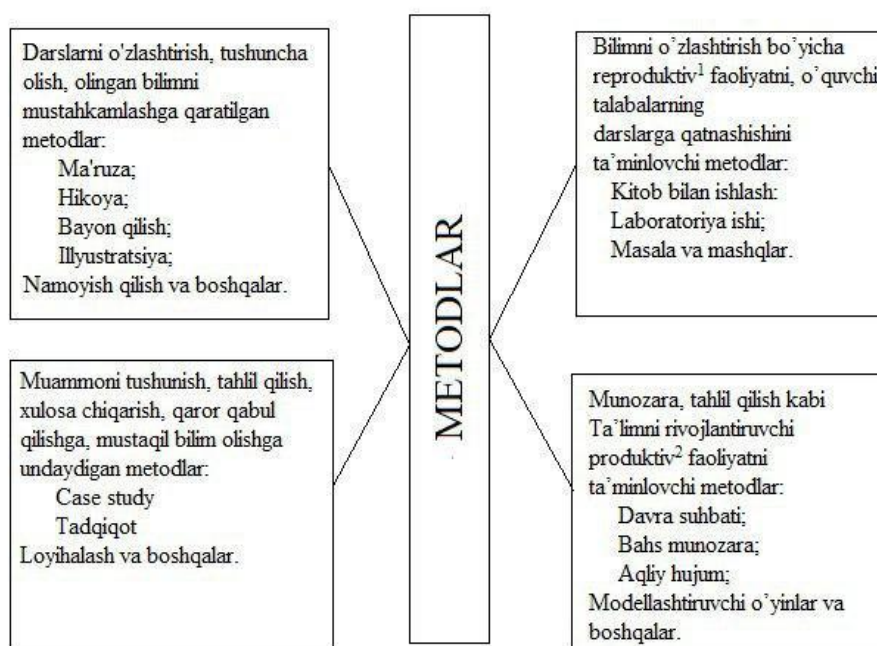 Darslarni o'zlashtirish, tushuncha
olish, olingan bilimni
mustahkamlashga qaratilgan
metodlar:
Ma'ruza;
Hikoya;
Bayon qilish;
Illyustratsiya;
Namoyish qilish va boshqalar.
Muammoni tushunish, tahlil qilish,
xulosa chiqarish, qaror qabul
qilishga, mustaqil bilim olishga
undaydigan metodlar:
Case study
Tadqiqot
Loyihalash va boshqalar.
METODLAR
Bilimni o’zlashtirish bo’yicha
reproduktiv¹ faoliyatni, o’quvchi
talabalarning
darslarga qatnashishini
ta’minlovchi metodlar:
Kitob bilan ishlash:
Laboratoriya ishi;
Masala va mashqlar.
Munozara, tahlil qilish kabi
Ta’limni rivojlantiruvchi
produktiv² faoliyatni
ta’minlovchi metodlar:
Davra suhbati;
Bahs munozara;
Aqliy hujum;
Modellashtiruvchi o’yinlar va
boshqalar.